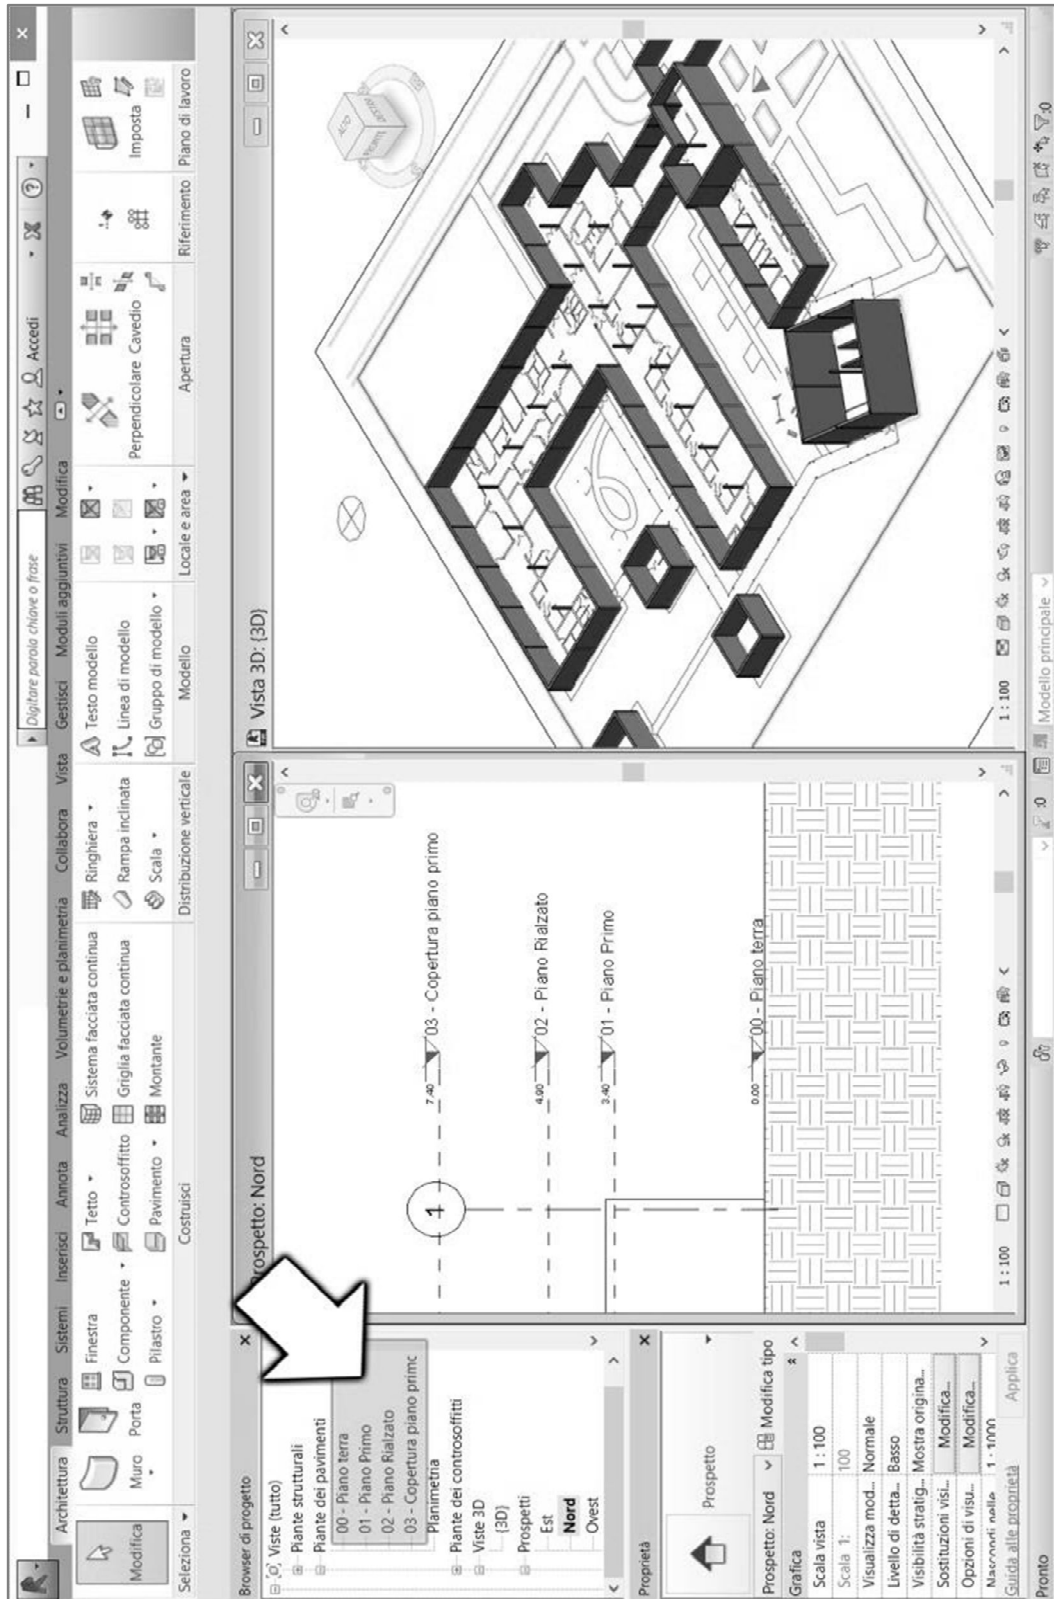 Digitare parola chiave o frase
Accedi
Architettura
Struttura
Sistemi
Inserisci
Annota
Analizza
Volumetrie e planimetria
Collabora
Vista
Gestisci
Moduli aggiuntivi
Modifica
Modifica
Muro
Porta
Finestra
Componente
Pilastro
Tetto
Controsoffitto
Pavimento
Sistema facciata continua
Griglia facciata continua
Montante
Ringhiera
Rampa inclinata
Scala
Testo modello
Linea di modello
Gruppo di modello
Perpendicolare
Cavedio
Imposta
Seleziona
Costruisci
Distribuzione verticale
Modello
Locale e area
Apertura
Riferimento
Piano di lavoro
Browser di progetto
Viste (tutto)
Piante strutturali
Piante dei pavimenti
00 - Piano terra
01 - Piano Primo
02 - Piano Rialzato
03 - Copertura piano primc
Planimetria
Piante dei controsoffitti
Viste 3D
{3D}
Prospetti
Est
Nord
Ovest
Proprietà
Prospetto
Prospetto: Nord
Modifica tipo
Grafica
Scala vista 1 : 100
Scala 1: 100
Visualizza mod... Normale
Livello di detta... Basso
Visibilità stratig... Mostra origina...
Sostituzioni visi... Modifica...
Opzioni di visu... Modifica...
Nascondi nelle 1 : 1000
Guida alle proprietà
Applica
Prospetto: Nord
1
7.40
03 - Copertura piano primo
4.90
02 - Piano Rialzato
3.40
01 - Piano Primo
0.00
00 - Piano terra
1 : 100
Vista 3D: {3D}
ALTO
1 : 100
Pronto
:0
Modello principale
:0